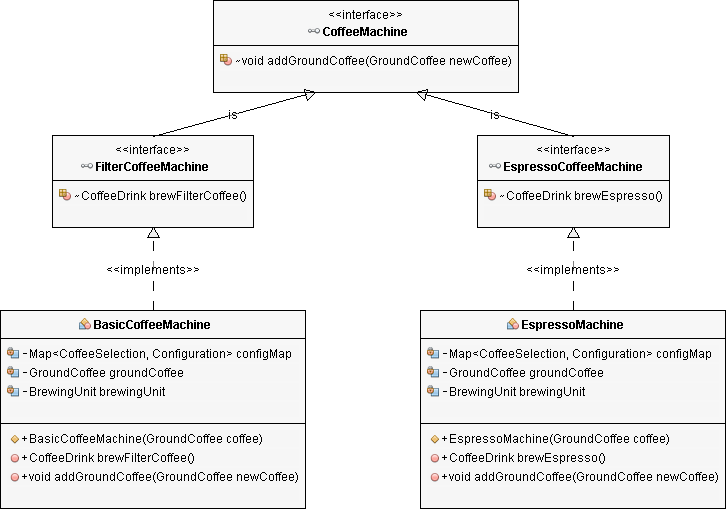 <<interface>>
CoffeeMachine
~void addGroundCoffee(GroundCoffee newCoffee)
is
is
<<interface>>
FilterCoffeeMachine
~CoffeeDrink brewFilterCoffee()
<<interface>>
EspressoCoffeeMachine
~CoffeeDrink brewEspresso()
<<implements>>
<<implements>>
BasicCoffeeMachine
-Map<CoffeeSelection, Configuration> configMap
-GroundCoffee groundCoffee
-BrewingUnit brewingUnit
+BasicCoffeeMachine(GroundCoffee coffee)
+CoffeeDrink brewFilterCoffee()
+void addGroundCoffee(GroundCoffee newCoffee)
EspressoMachine
-Map<CoffeeSelection, Configuration> configMap
-GroundCoffee groundCoffee
-BrewingUnit brewingUnit
+EspressoMachine(GroundCoffee coffee)
+CoffeeDrink brewEspresso()
+void addGroundCoffee(GroundCoffee newCoffee)